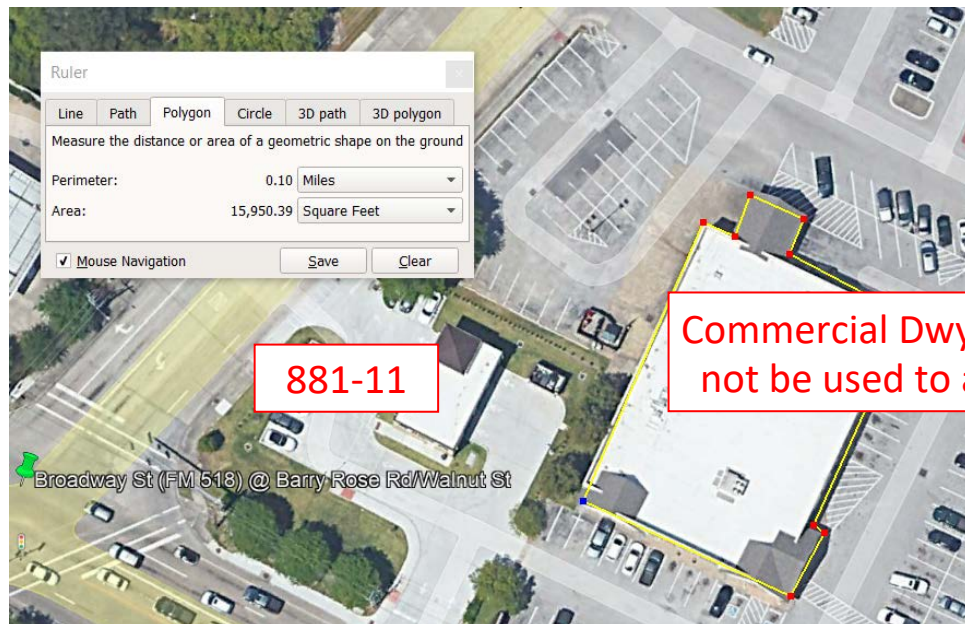 Ruler
Line Path Polygon Circle 3D path 3D polygon
Measure the distance or area of a geometric shape on the ground
Perimeter: 0.10 Miles
Area: 15,950.39 Square Feet
Mouse Navigation Save Clear
Commercial Dwy
not be used to a
881-11
Broadway St (FM 518) @ Barry Rose Rd/Walnut St